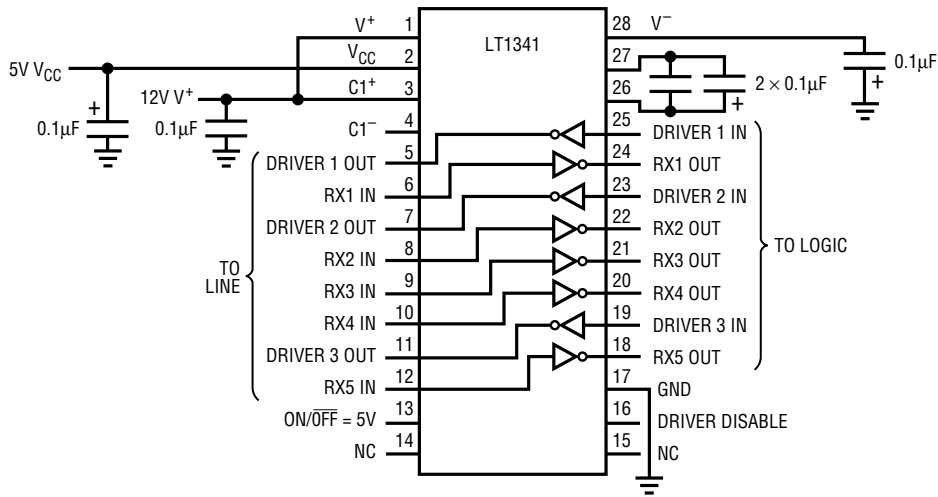 V+ 1
28 V−
LT1341
5V VCC
VCC 2
27
0.1µF
+
12V V+
C1+ 3
26
2 × 0.1µF
+
+
0.1µF
0.1µF
C1− 4
25 DRIVER 1 IN
DRIVER 1 OUT 5
24 RX1 OUT
RX1 IN 6
23 DRIVER 2 IN
DRIVER 2 OUT 7
22 RX2 OUT
RX2 IN 8
21 RX3 OUT
TO LOGIC
TO
LINE
RX3 IN 9
20 RX4 OUT
RX4 IN 10
19 DRIVER 3 IN
DRIVER 3 OUT 11
18 RX5 OUT
RX5 IN 12
17 GND
ON/OFF = 5V 13
16 DRIVER DISABLE
NC 14
15 NC